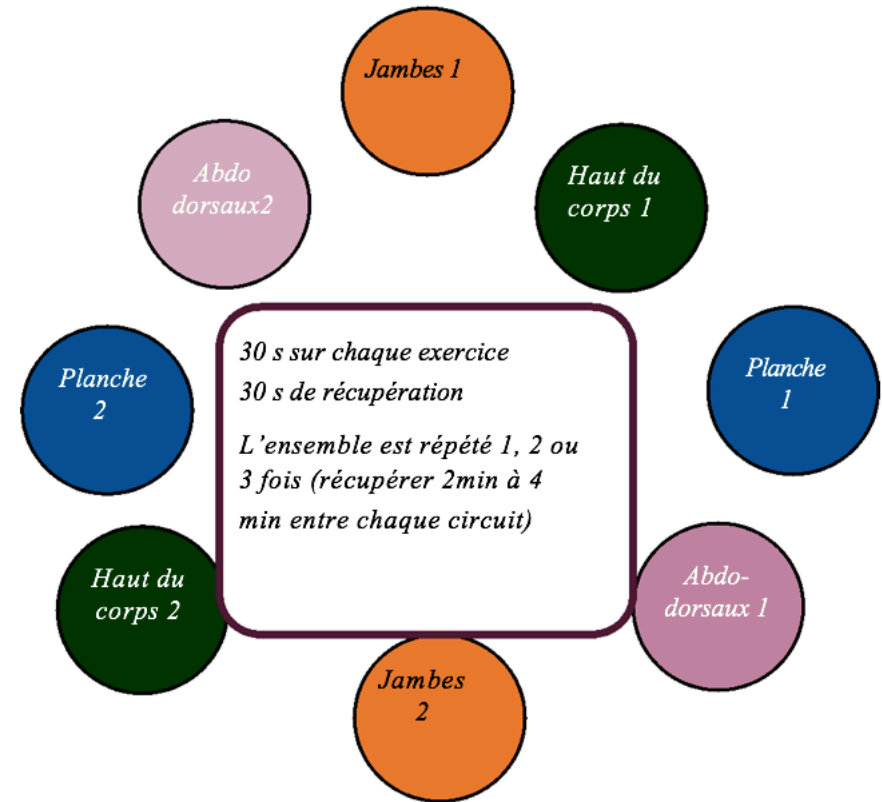 Jambes 1
Haut du
corps 1
Planche
1
Abdo-
dorsaux 1
Jambes
2
Haut du
corps 2
Planche
2
Abdo
dorsaux2
30 s sur chaque exercice
30 s de récupération
L'ensemble est répété 1, 2 ou
3 fois (récupérer 2min à 4
min entre chaque circuit)